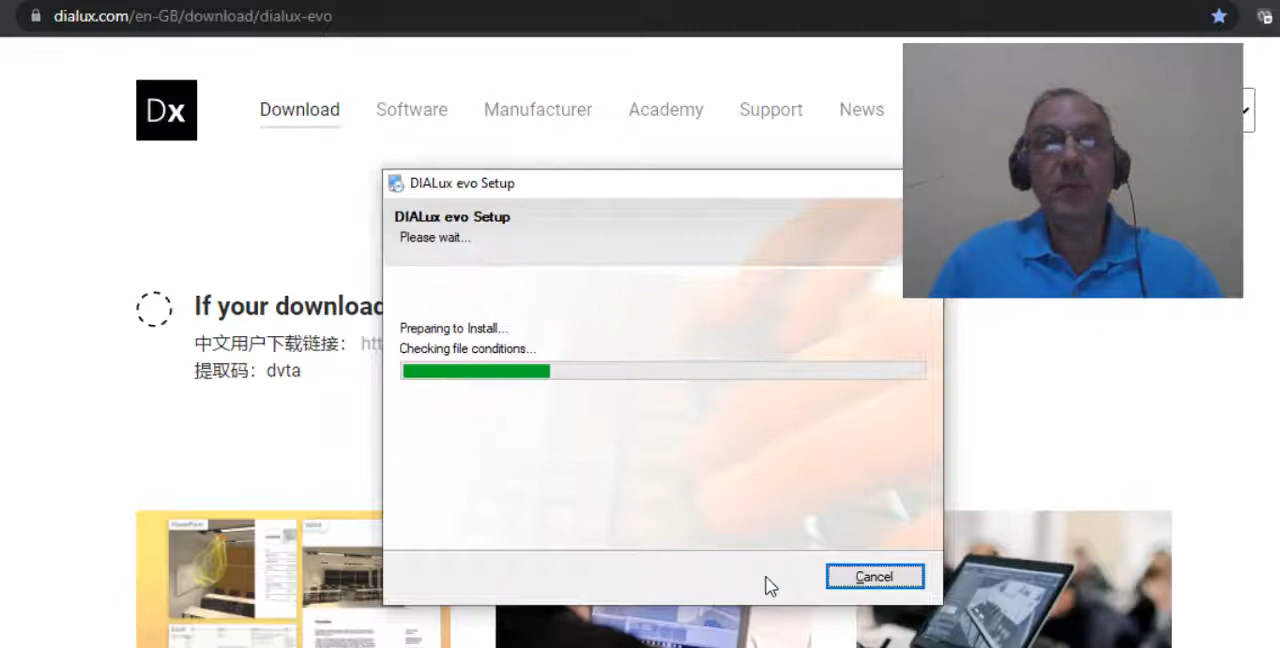 dialux.com/en-GB/download/dialux-evo
Dx
Download Software Manufacturer Academy Support News
DIALux evo Setup
DIALux evo Setup
Please wait...
If your download
中文用户下载链接： htt
提取码：dvta
Preparing to Install...
Checking file conditions...
Cancel